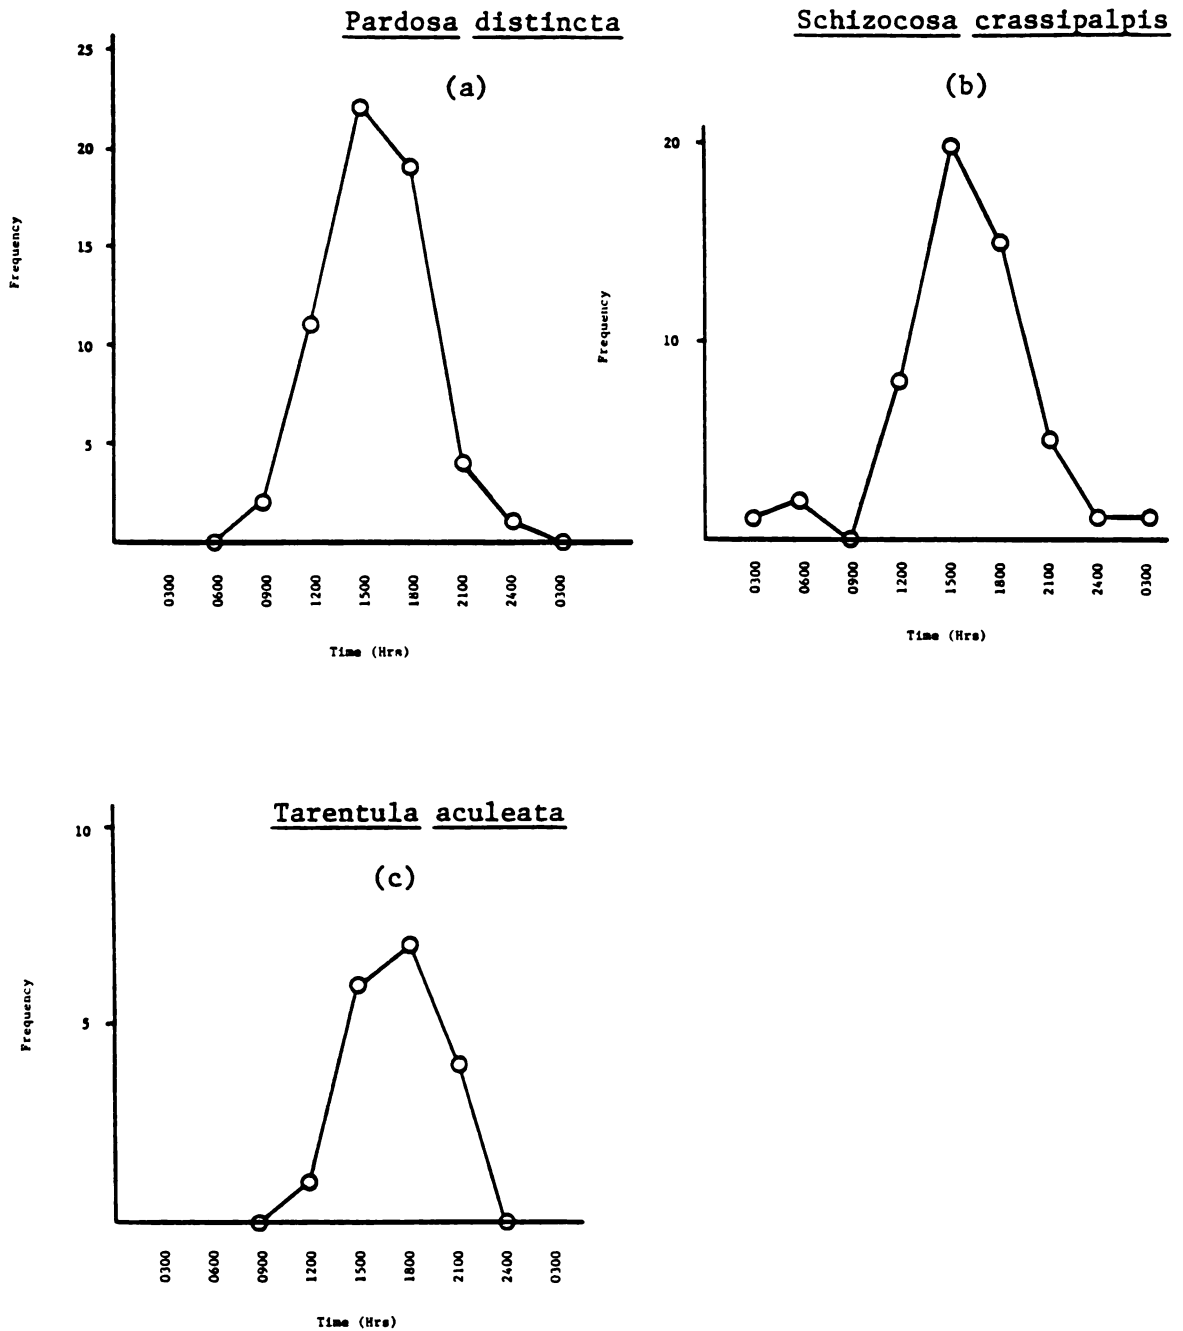 Pardosa distincta
(a)
25
20
15
10
5
Frequency
0300 0600 0900 1200 1500 1800 2100 2400 0300
Time (Hrs)
Schizocosa crassipalpis
(b)
20
10
Frequency
0300 0600 0900 1200 1500 1800 2100 2400 0300
Time (Hrs)
Tarentula aculeata
(c)
10
5
Frequency
0300 0600 0900 1200 1500 1800 2100 2400 0300
Time (Hrs)